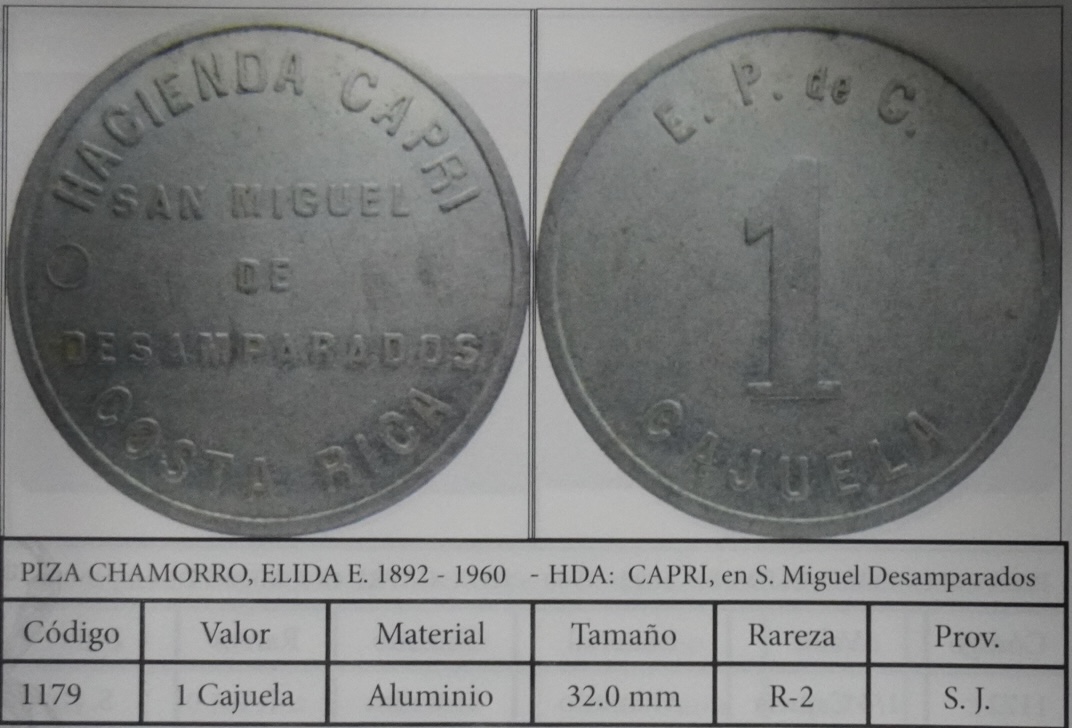 HACIENDA CAPRI
SAN MIGUEL
DE
DESAMPARADOS
COSTA RICA
E. P. de C.
1
CAJUELA
PIZA CHAMORRO, ELIDA E. 1892 - 1960 - HDA: CAPRI, en S. Miguel Desamparados
Código Valor Material Tamaño Rareza Prov.
1179 1 Cajuela Aluminio 32.0 mm R-2 S. J.